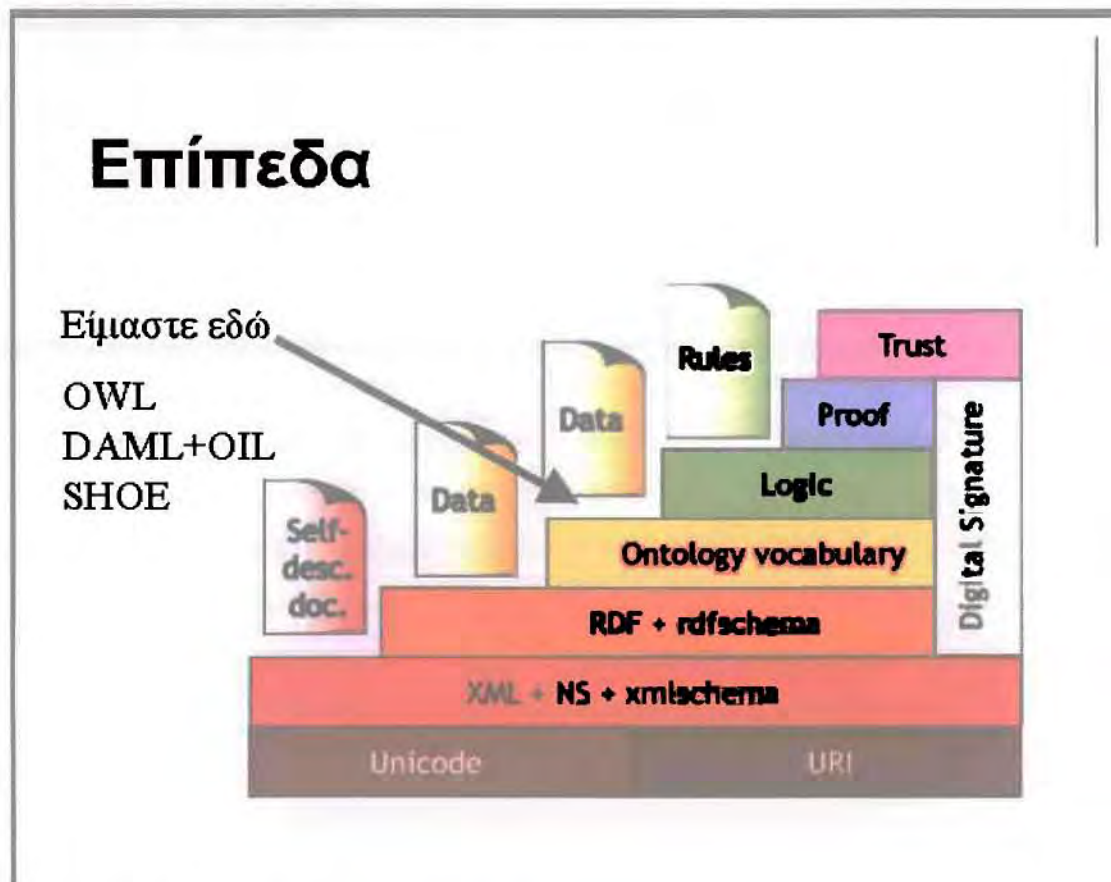 Επίπεδα
Είμαστε εδώ
OWL
DAML+OIL
SHOE
Self-
desc.
doc.
Data
Data
Rules
Trust
Proof
Logic
Ontology vocabulary
RDF + rdfschema
XML + NS + xmlschema
Unicode
URI
Digital Signature